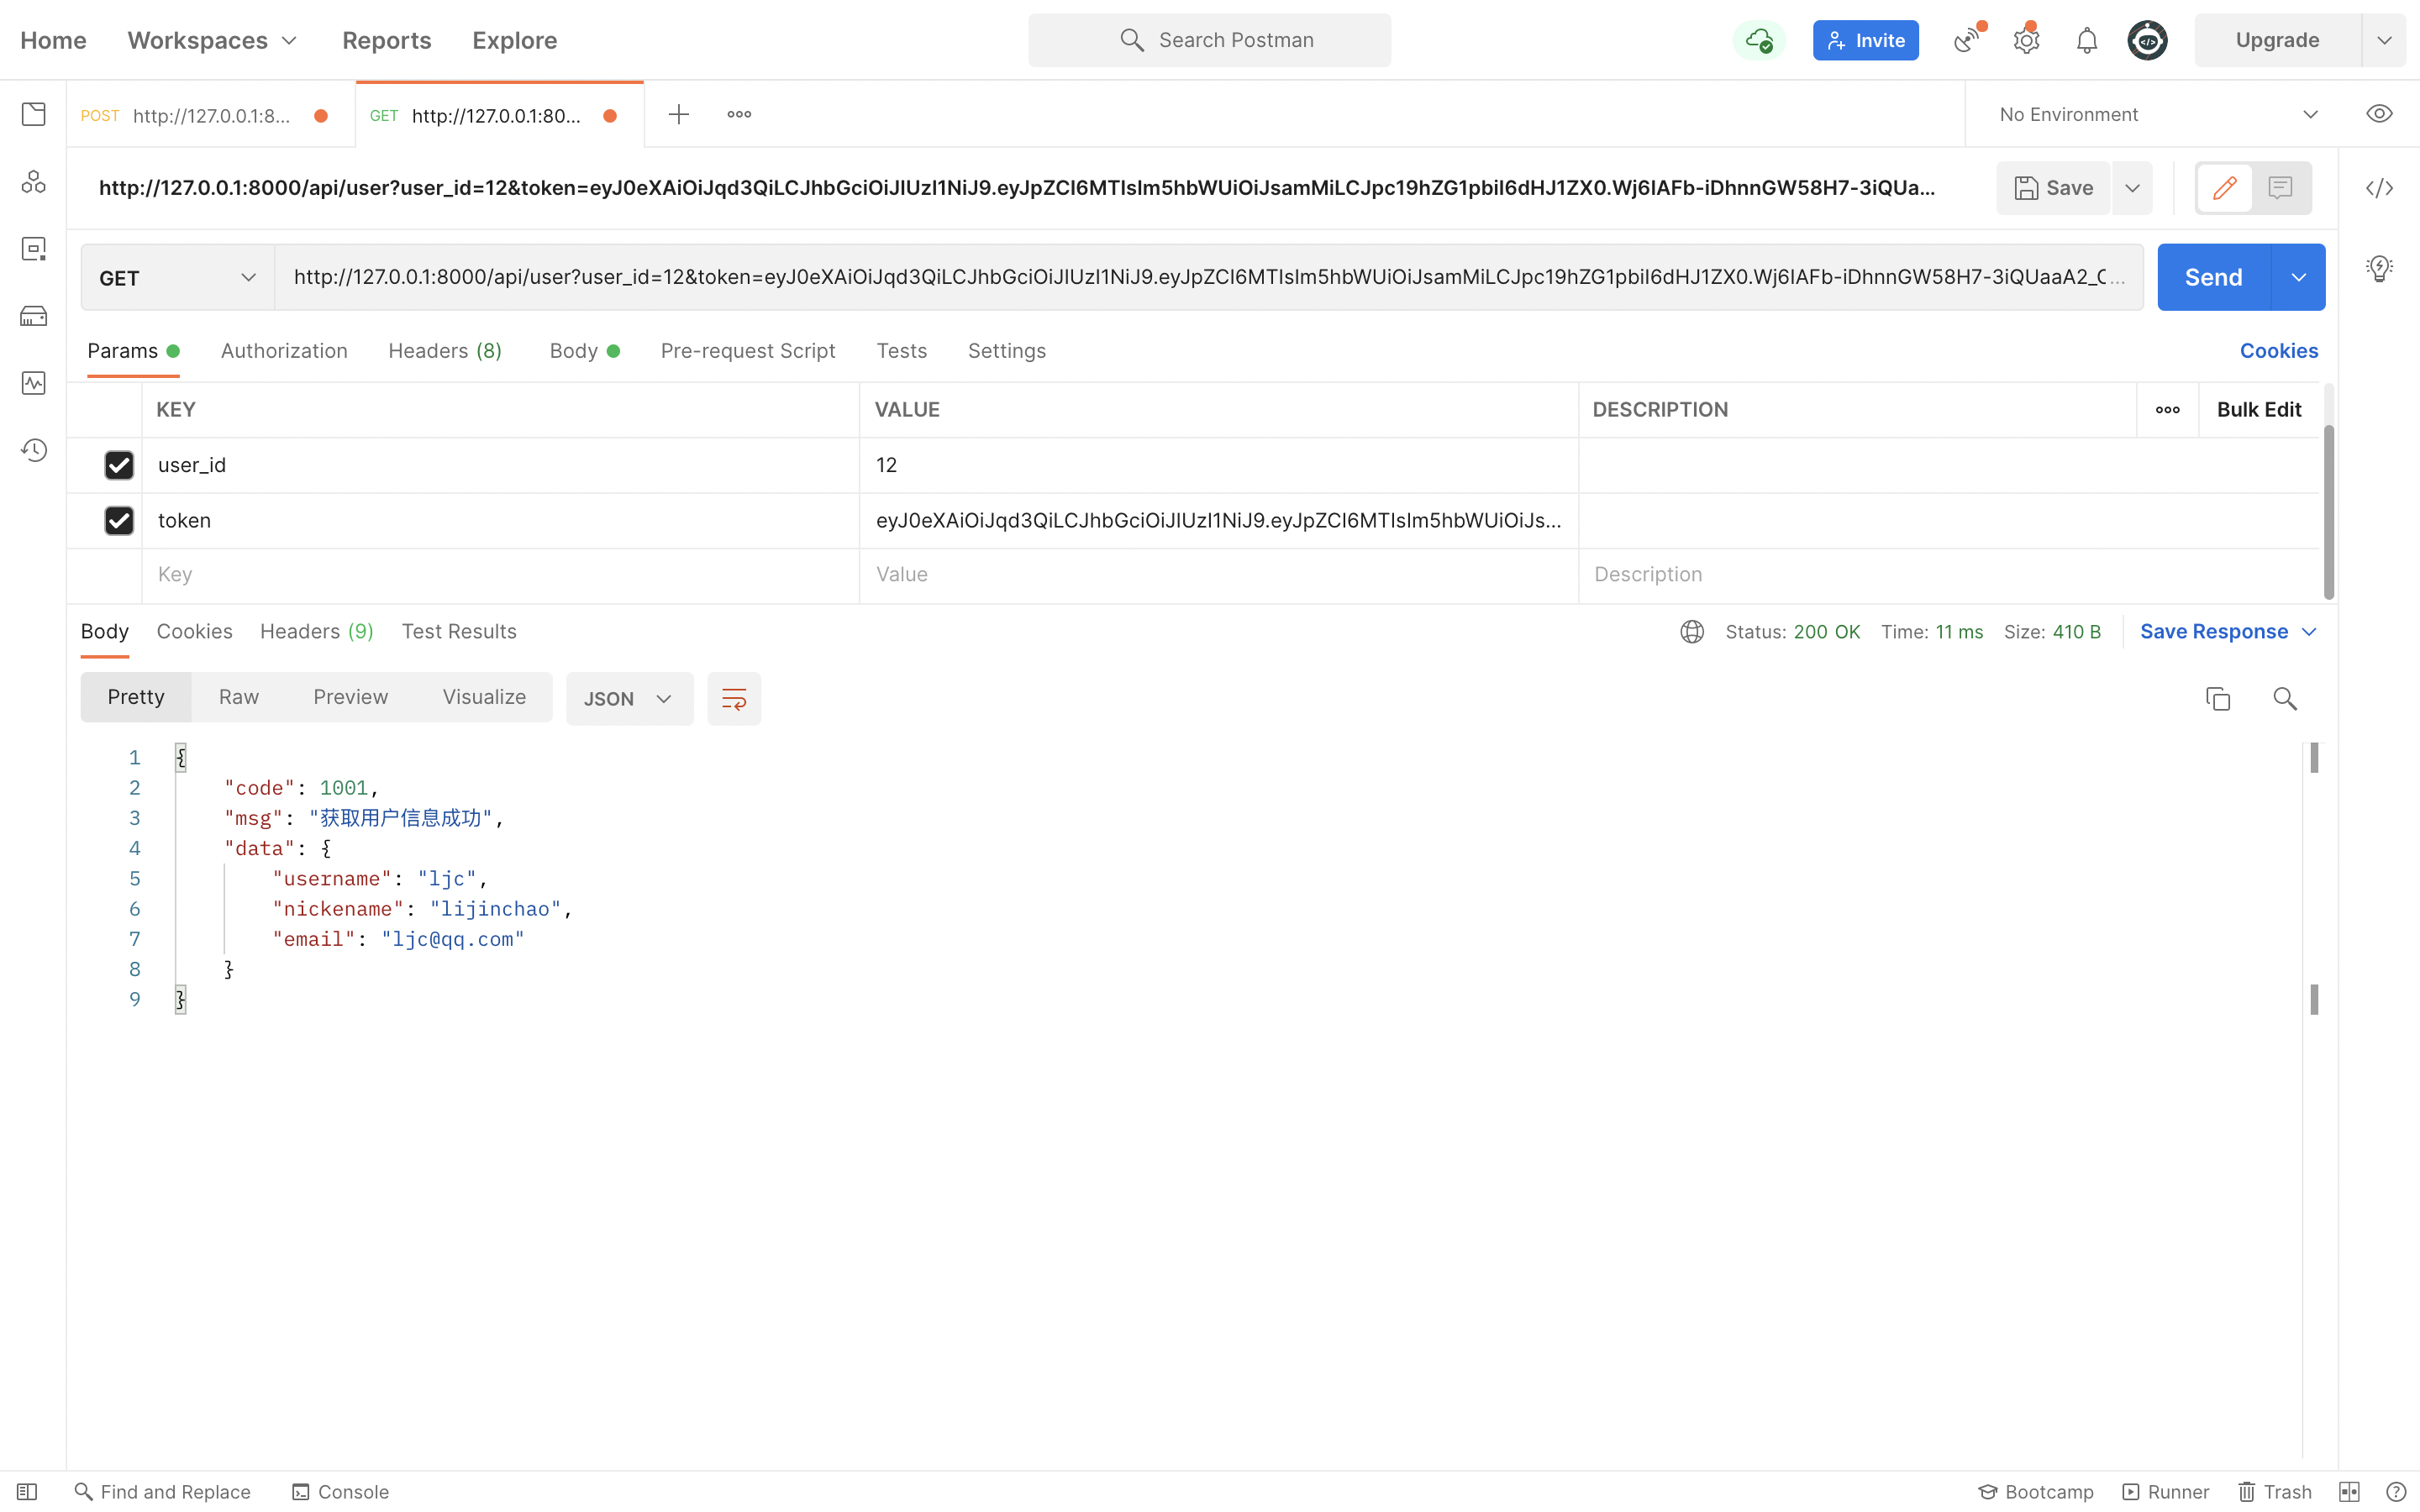 Home Workspaces Reports Explore Search Postman Invite Upgrade
POST http://127.0.0.1:8... GET http://127.0.0.1:80... No Environment
http://127.0.0.1:8000/api/user?user_id=12&token=eyJ0eXAiOiJqd3QiLCJhbGciOiJIUzI1NiJ9.eyJpZCI6MTIsIm5hbWUiOiJsamMiLCJpc19hZG1pbiI6dHJ1ZX0.Wj6IAFb-iDhnnGW58H7-3iQUa... Save
GET http://127.0.0.1:8000/api/user?user_id=12&token=eyJ0eXAiOiJqd3QiLCJhbGciOiJIUzI1NiJ9.eyJpZCI6MTIsIm5hbWUiOiJsamMiLCJpc19hZG1pbiI6dHJ1ZX0.Wj6IAFb-iDhnnGW58H7-3iQUaaA2_C... Send
Params Authorization Headers (8) Body Pre-request Script Tests Settings Cookies
KEY VALUE DESCRIPTION Bulk Edit
user_id 12
token eyJ0eXAiOiJqd3QiLCJhbGciOiJIUzI1NiJ9.eyJpZCI6MTIsIm5hbWUiOiJs...
Key Value Description
Body Cookies Headers (9) Test Results Status: 200 OK Time: 11 ms Size: 410 B Save Response
Pretty Raw Preview Visualize JSON
1 {
2 "code": 1001,
3 "msg": "获取用户信息成功",
4 "data": {
5 "username": "ljc",
6 "nickename": "lijinchao",
7 "email": "ljc@qq.com"
8 }
9 }
Find and Replace Console Bootcamp Runner Trash